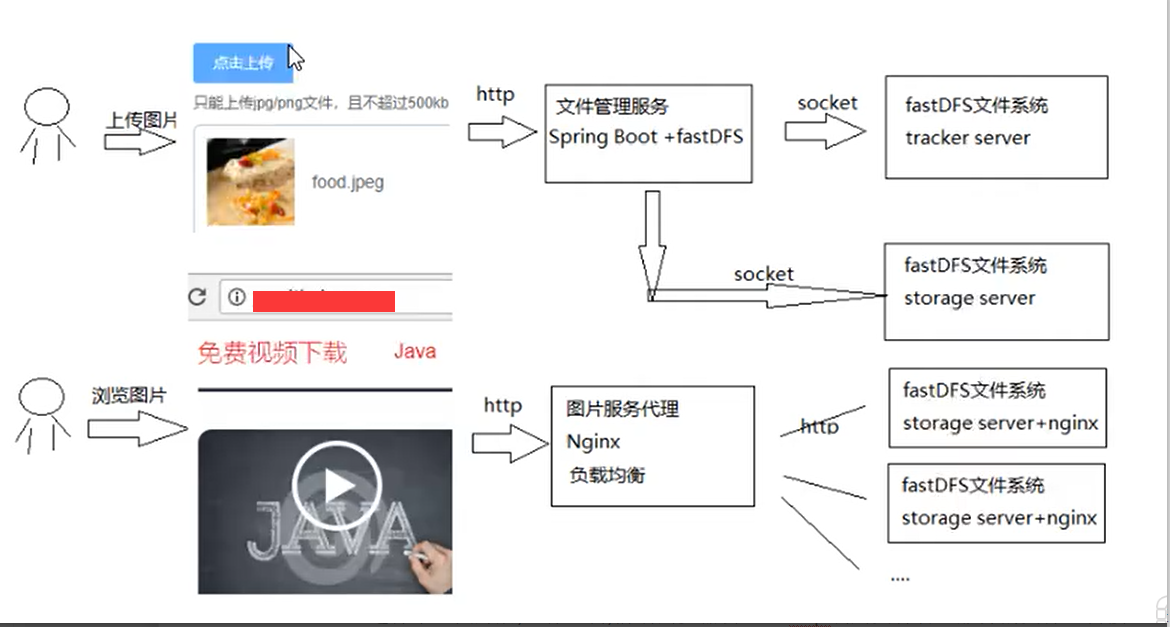 点击上传
只能上传jpg/png文件，且不超过500kb
上传图片
food.jpeg
http
文件管理服务
Spring Boot +fastDFS
socket
fastDFS文件系统
tracker server
socket
fastDFS文件系统
storage server
免费视频下载
Java
浏览图片
JAVA
http
图片服务代理
Nginx
负载均衡
http
fastDFS文件系统
storage server+nginx
fastDFS文件系统
storage server+nginx
....